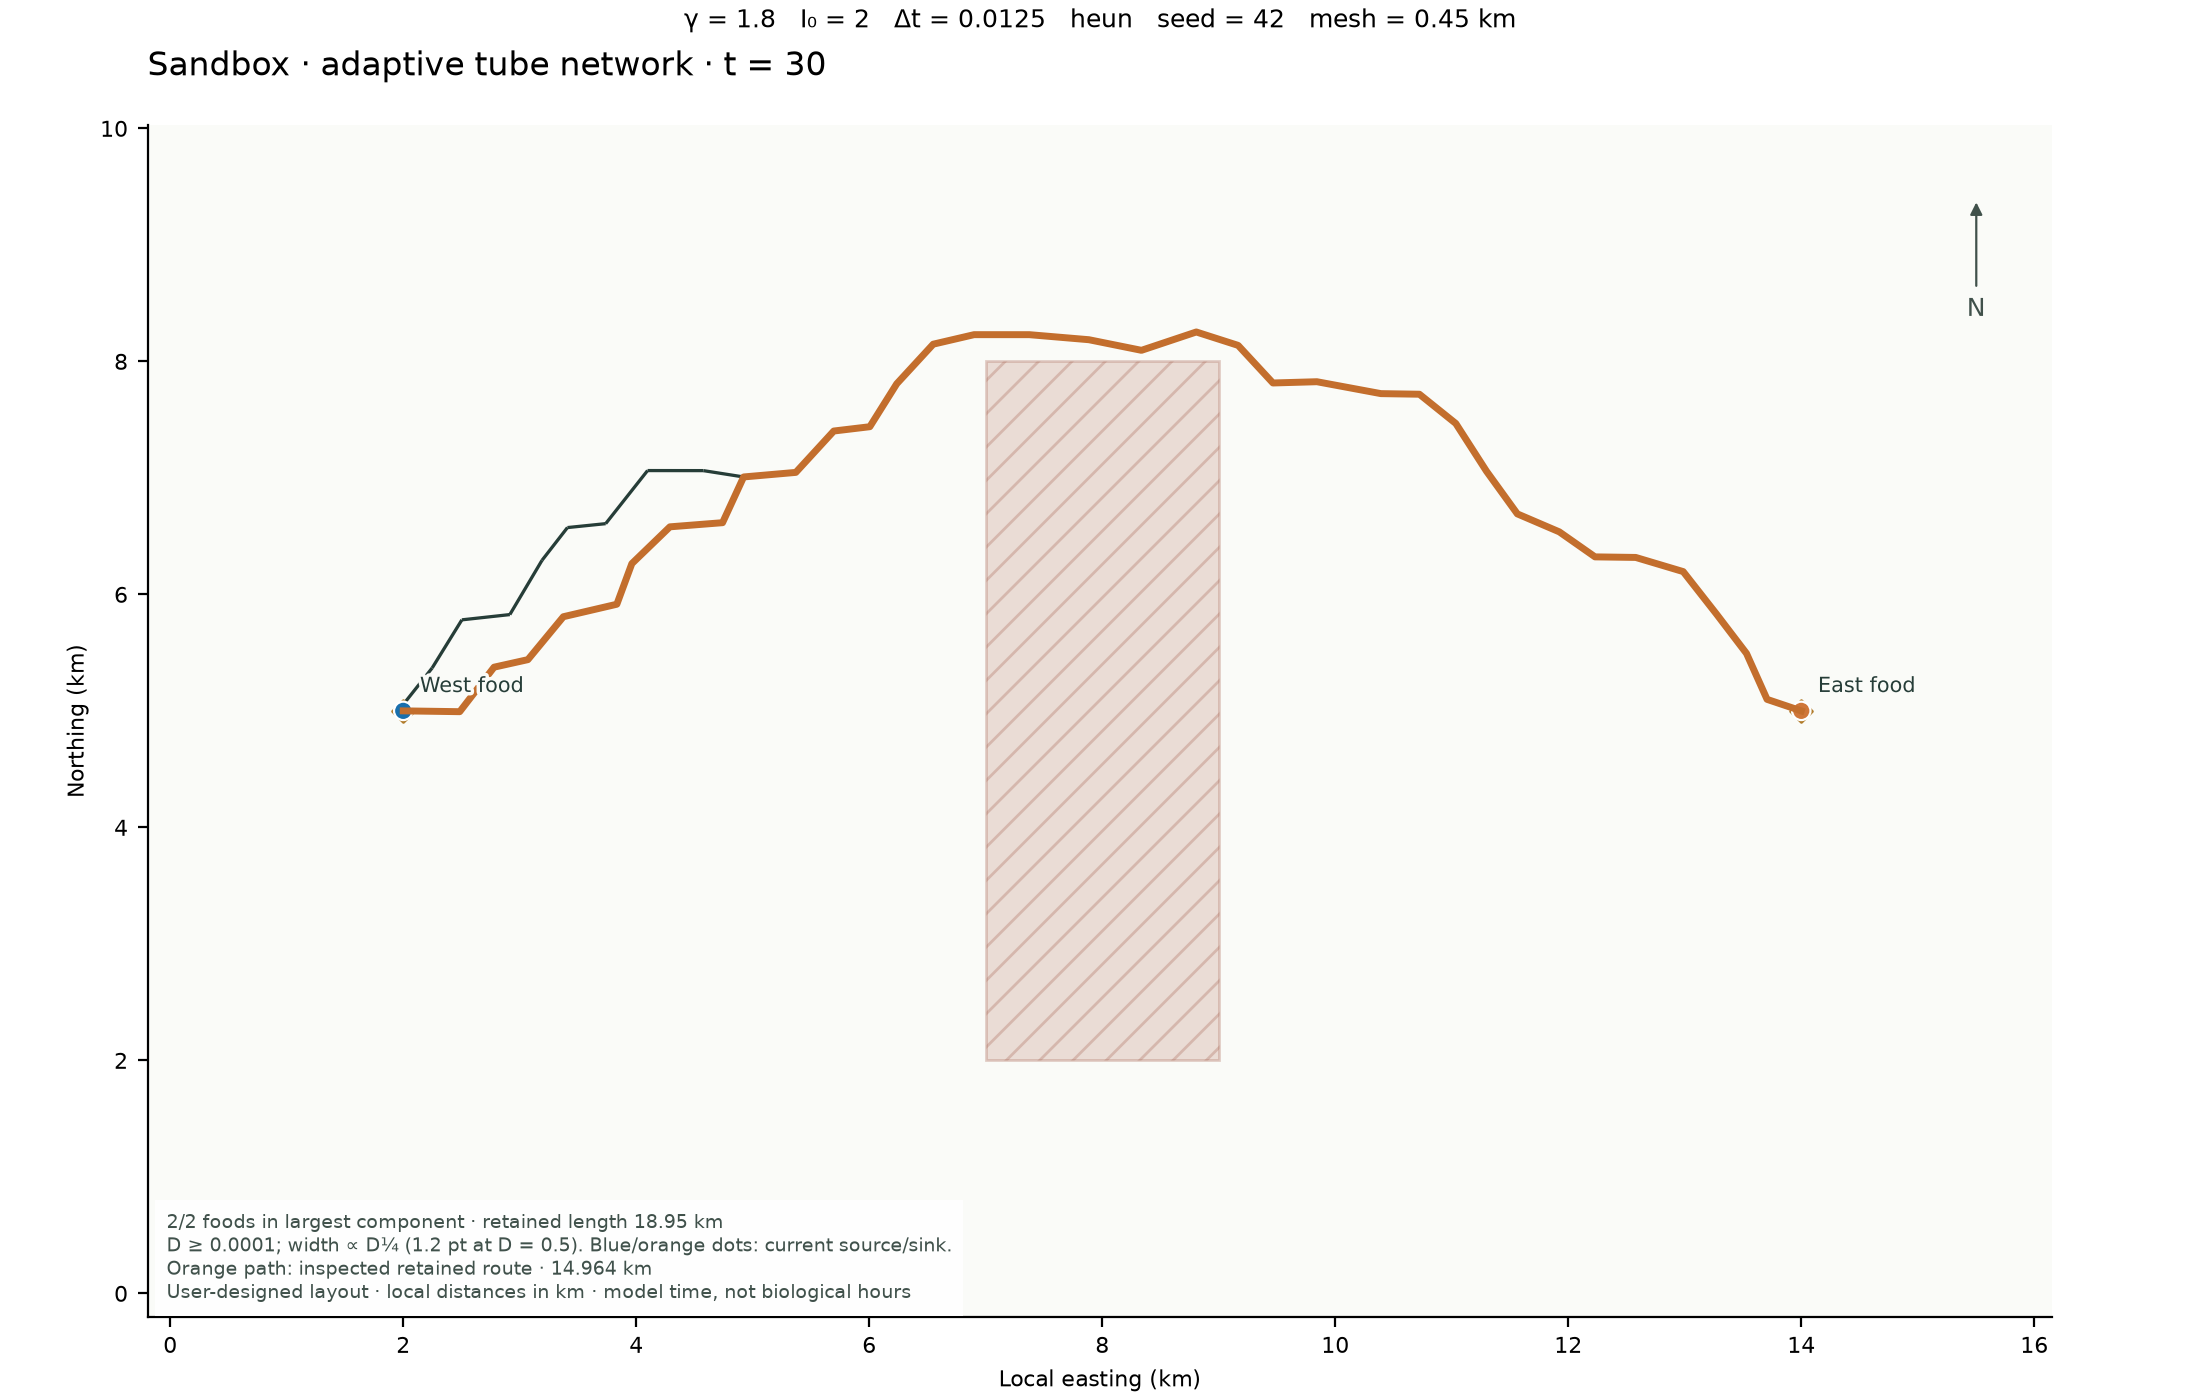 γ = 1.8   I₀ = 2   Δt = 0.0125   heun   seed = 42   mesh = 0.45 km
Sandbox · adaptive tube network · t = 30
10
8
6
4
2
0
Northing (km)
N
West food
East food
2/2 foods in largest component · retained length 18.95 km
D ≥ 0.0001; width ∝ D¼ (1.2 pt at D = 0.5). Blue/orange dots: current source/sink.
Orange path: inspected retained route · 14.964 km
User-designed layout · local distances in km · model time, not biological hours
0 2 4 6 8 10 12 14 16
Local easting (km)